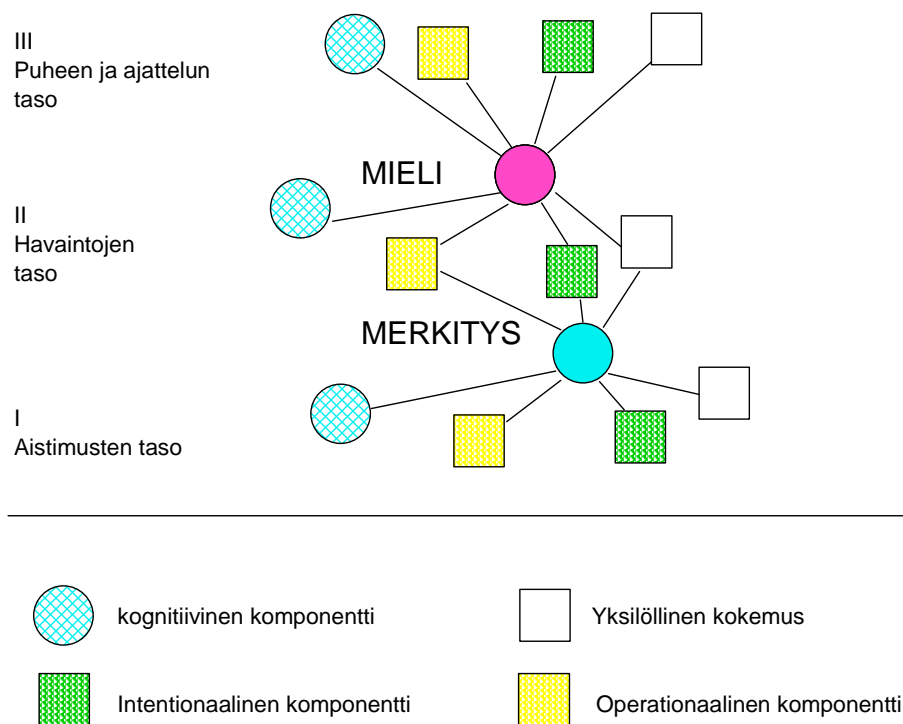 III
Puheen ja ajattelun
taso
MIELI
II
Havaintojen
taso
MERKITYS
I
Aistimusten taso
kognitiivinen komponentti
Yksilöllinen kokemus
Intentionaalinen komponentti
Operationaalinen komponentti